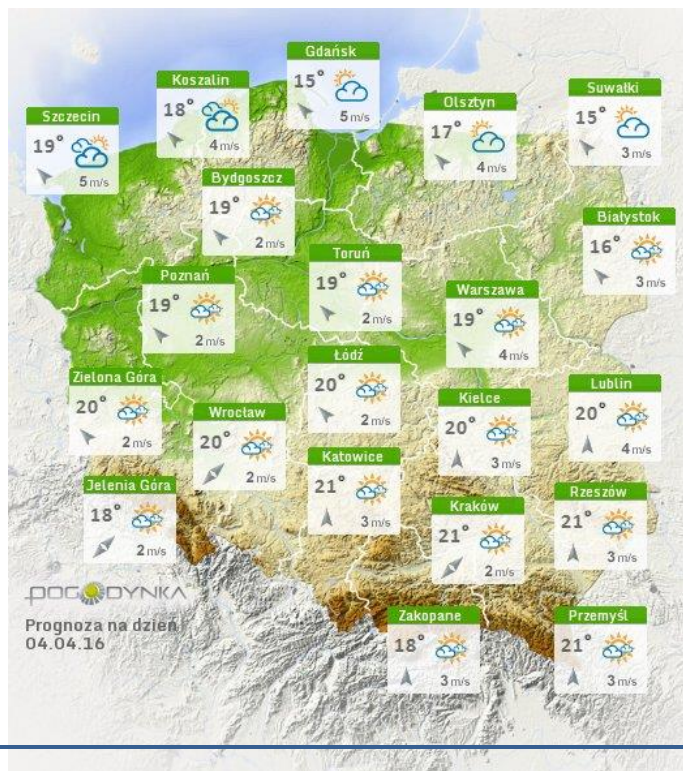 Gdańsk
15°
5 m/s
Koszalin
18°
4 m/s
Suwałki
15°
3 m/s
Olsztyn
17°
4 m/s
Szczecin
19°
5 m/s
Bydgoszcz
19°
2 m/s
Białystok
16°
3 m/s
Toruń
19°
2 m/s
Poznań
19°
2 m/s
Warszawa
19°
4 m/s
Łódź
20°
2 m/s
Zielona Góra
20°
2 m/s
Lublin
20°
4 m/s
Kielce
20°
3 m/s
Wrocław
20°
2 m/s
Katowice
21°
3 m/s
Jelenia Góra
18°
2 m/s
Rzeszów
21°
3 m/s
Kraków
21°
2 m/s
POGODYNKA
Prognoza na dzień
04.04.16
Zakopane
18°
3 m/s
Przemyśl
21°
3 m/s